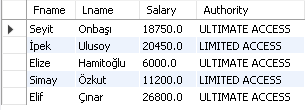 Fname Lname Salary Authority
Seyit Onbaşı 18750.0 ULTIMATE ACCESS
İpek Ulusoy 20450.0 LIMITED ACCESS
Elize Hamitoğlu 6000.0 ULTIMATE ACCESS
Simay Özkut 11200.0 LIMITED ACCESS
Elif Çınar 26800.0 ULTIMATE ACCESS